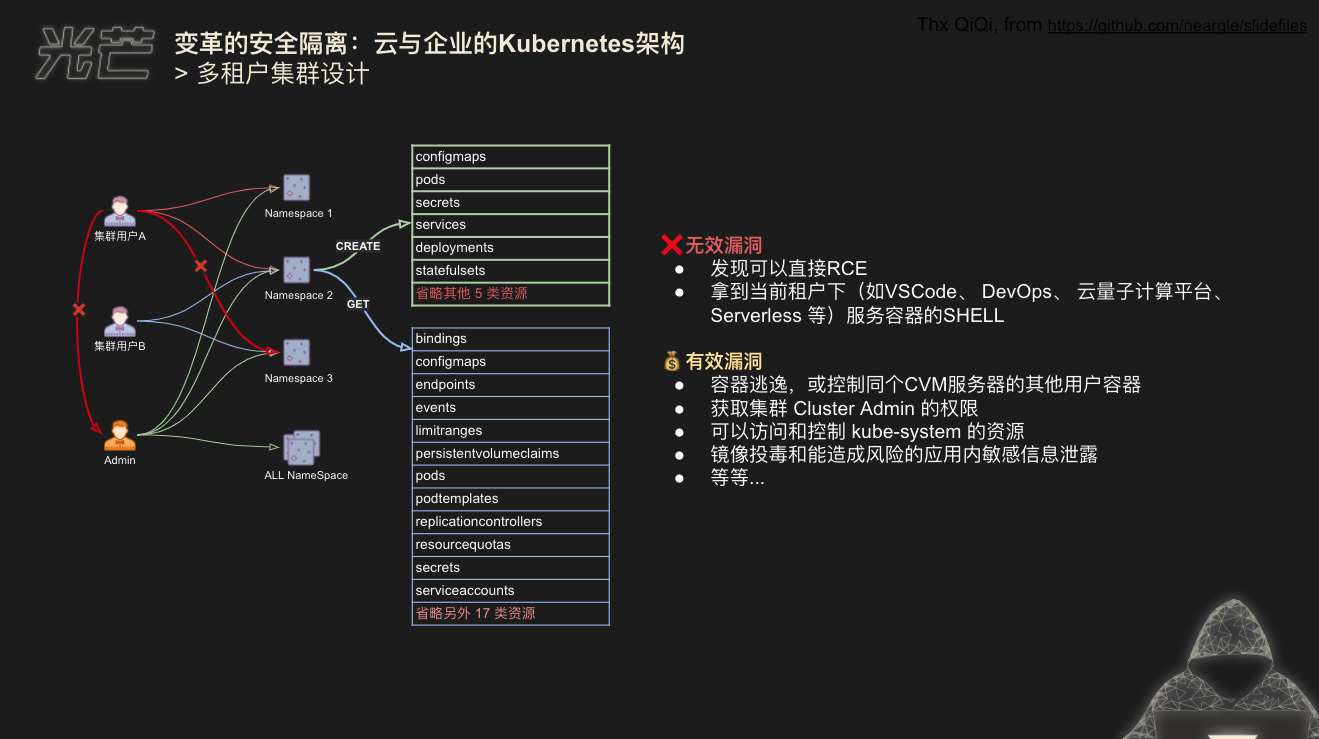 光芒
变革的安全隔离：云与企业的Kubernetes架构
> 多租户集群设计
Thx QiQi, from https://github.com/neargle/slidefiles
集群用户A
集群用户B
Admin
Namespace 1
Namespace 2
Namespace 3
ALL NameSpace
CREATE
GET
configmaps
pods
secrets
services
deployments
statefulsets
省略其他 5 类资源
bindings
configmaps
endpoints
events
limitranges
persistentvolumeclaims
pods
podtemplates
replicationcontrollers
resourcequotas
secrets
serviceaccounts
省略另外 17 类资源
❌无效漏洞
● 发现可以直接RCE
● 拿到当前租户下（如VSCode、 DevOps、 云量子计算平台、
Serverless 等）服务容器的SHELL
💰有效漏洞
● 容器逃逸，或控制同个CVM服务器的其他用户容器
● 获取集群 Cluster Admin 的权限
● 可以访问和控制 kube-system 的资源
● 镜像投毒和能造成风险的应用内敏感信息泄露
● 等等...